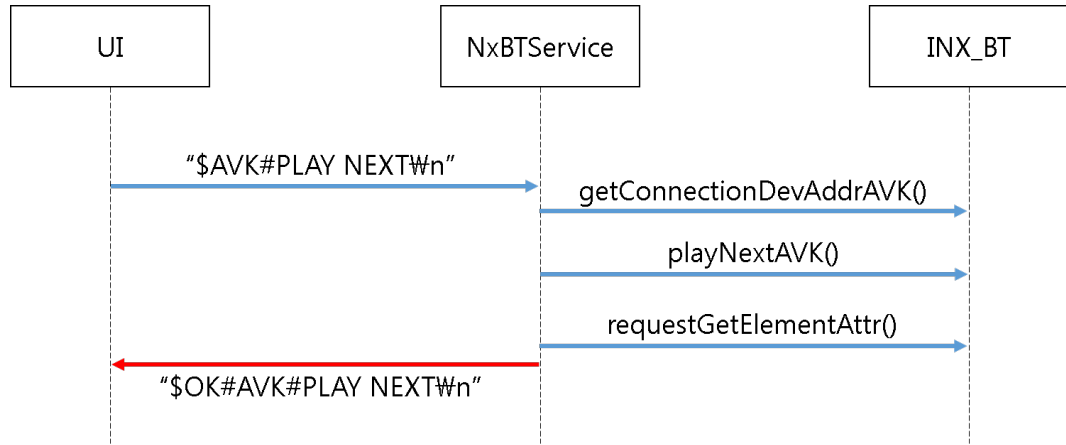 UI
NxBTService
INX_BT
“$AVK#PLAY NEXT₩n”
getConnectionDevAddrAVK()
playNextAVK()
requestGetElementAttr()
“$OK#AVK#PLAY NEXT₩n”